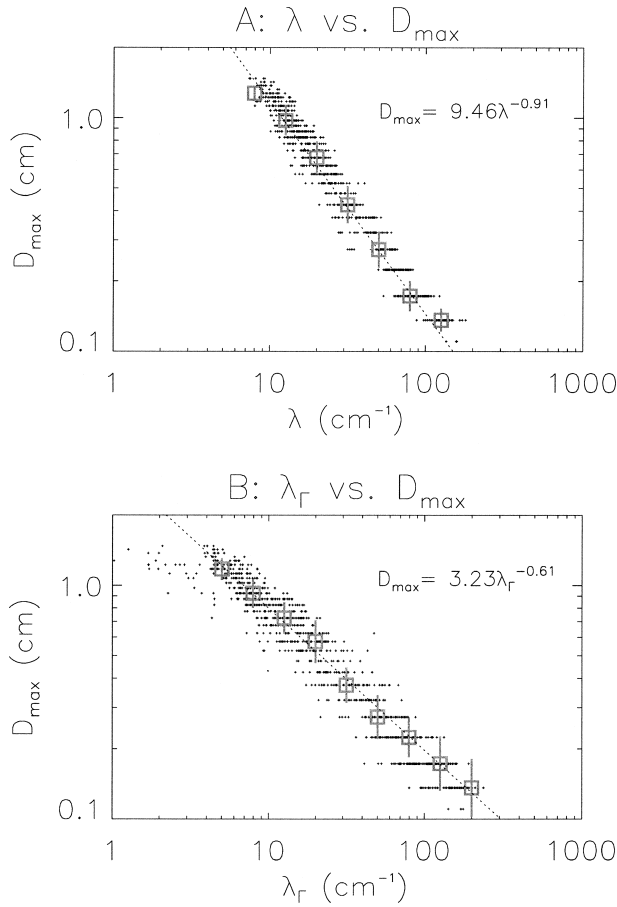 A: λ vs. Dmax
Dmax= 9.46λ−0.91
Dmax (cm)
1.0
0.1
1 10 100 1000
λ (cm−1)
B: λΓ vs. Dmax
Dmax= 3.23λΓ−0.61
Dmax (cm)
1.0
0.1
1 10 100 1000
λΓ (cm−1)